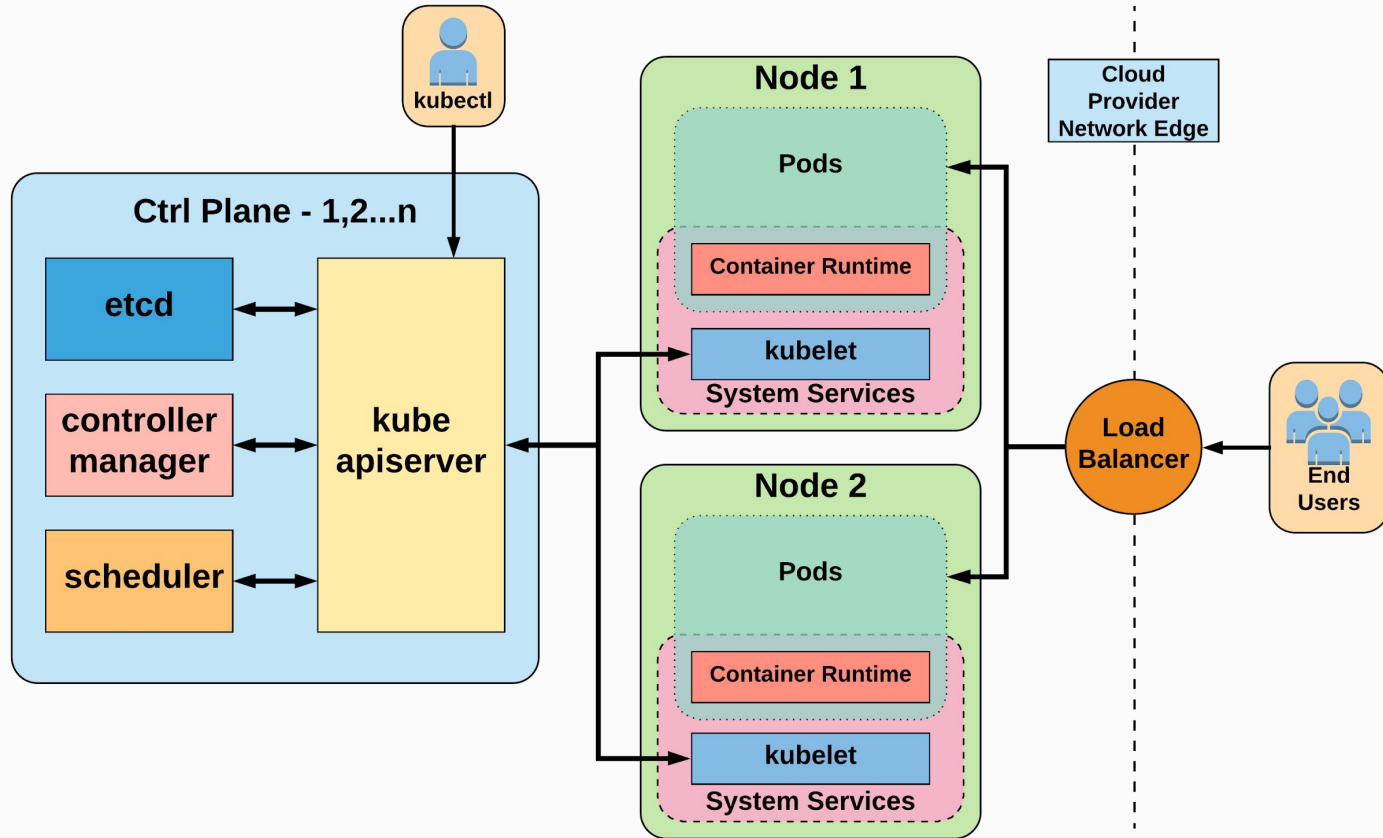 kubectl
Ctrl Plane - 1,2...n
etcd
controller
manager
scheduler
kube
apiserver
Node 1
Pods
Container Runtime
kubelet
System Services
Node 2
Pods
Container Runtime
kubelet
System Services
Cloud
Provider
Network Edge
Load
Balancer
End
Users